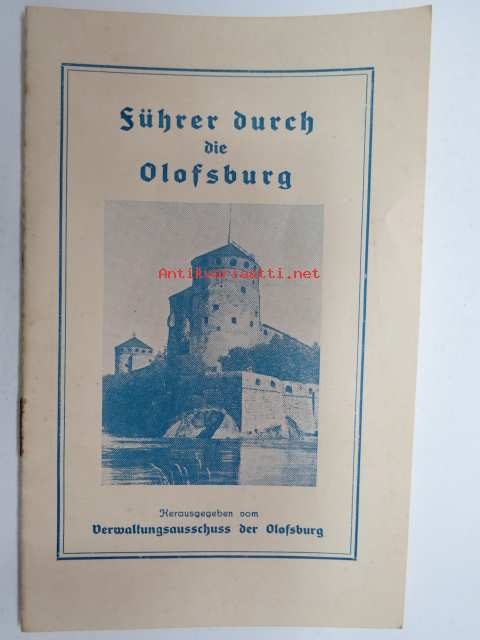 Führer durch
die
Olofsburg
Antikvariaatti.net
Herausgegeben vom
Verwaltungsausschuss der Olofsburg